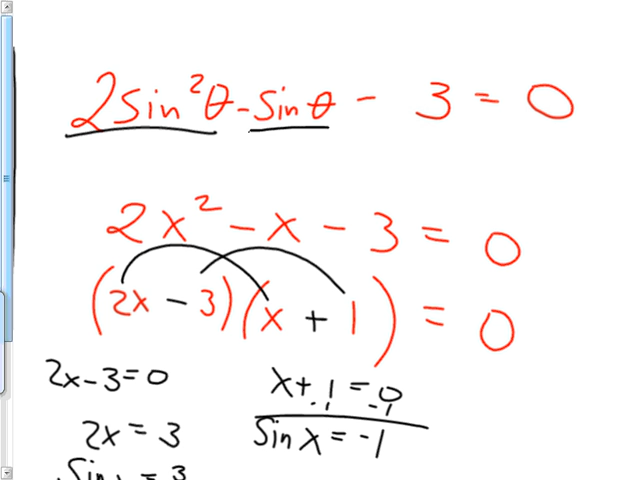 2Sin²θ - Sin θ - 3 = 0
2x² - x - 3 = 0
(2x - 3)(x + 1) = 0
2x - 3 = 0
x + 1 = 0
-1 -1
2x = 3
Sin x = -1